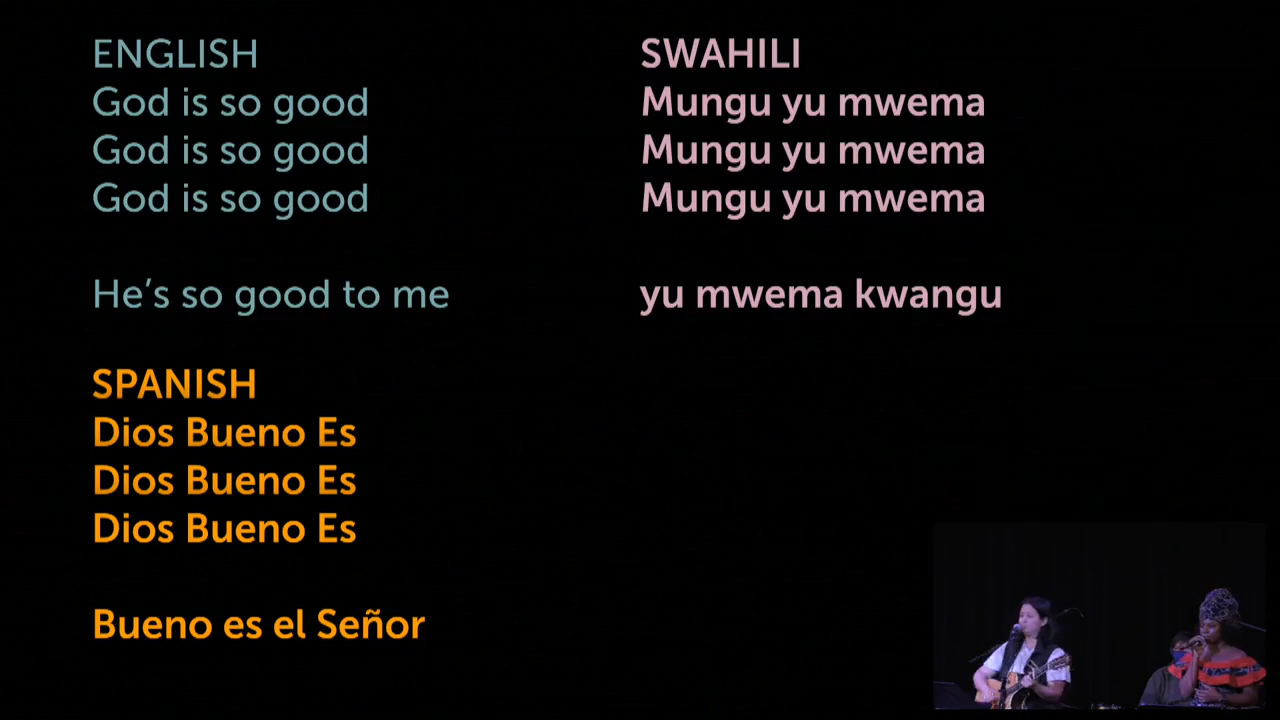 ENGLISH
God is so good
God is so good
God is so good
He’s so good to me
SPANISH
Dios Bueno Es
Dios Bueno Es
Dios Bueno Es
Bueno es el Señor
SWAHILI
Mungu yu mwema
Mungu yu mwema
Mungu yu mwema
yu mwema kwangu